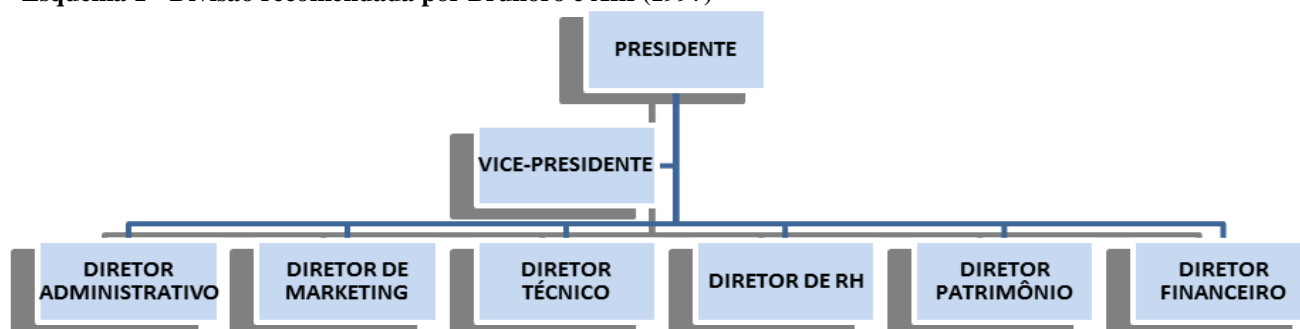 PRESIDENTE
VICE-PRESIDENTE
DIRETOR
ADMINISTRATIVO
DIRETOR DE
MARKETING
DIRETOR
TÉCNICO
DIRETOR DE RH
DIRETOR
PATRIMÔNIO
DIRETOR
FINANCEIRO